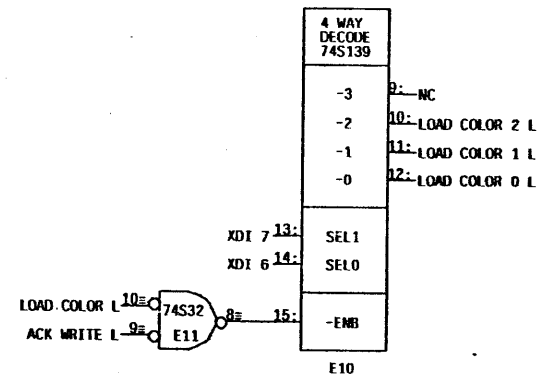 4 WAY
DECODE
74S139
-3 9: NC
-2 10: LOAD COLOR 2 L
-1 11: LOAD COLOR 1 L
-0 12: LOAD COLOR 0 L
XDI 7 13: SEL1
XDI 6 14: SEL0
LOAD COLOR L 10≡ 74S32 8≡ 15: -ENB
ACK WRITE L 9≡ E11
E10